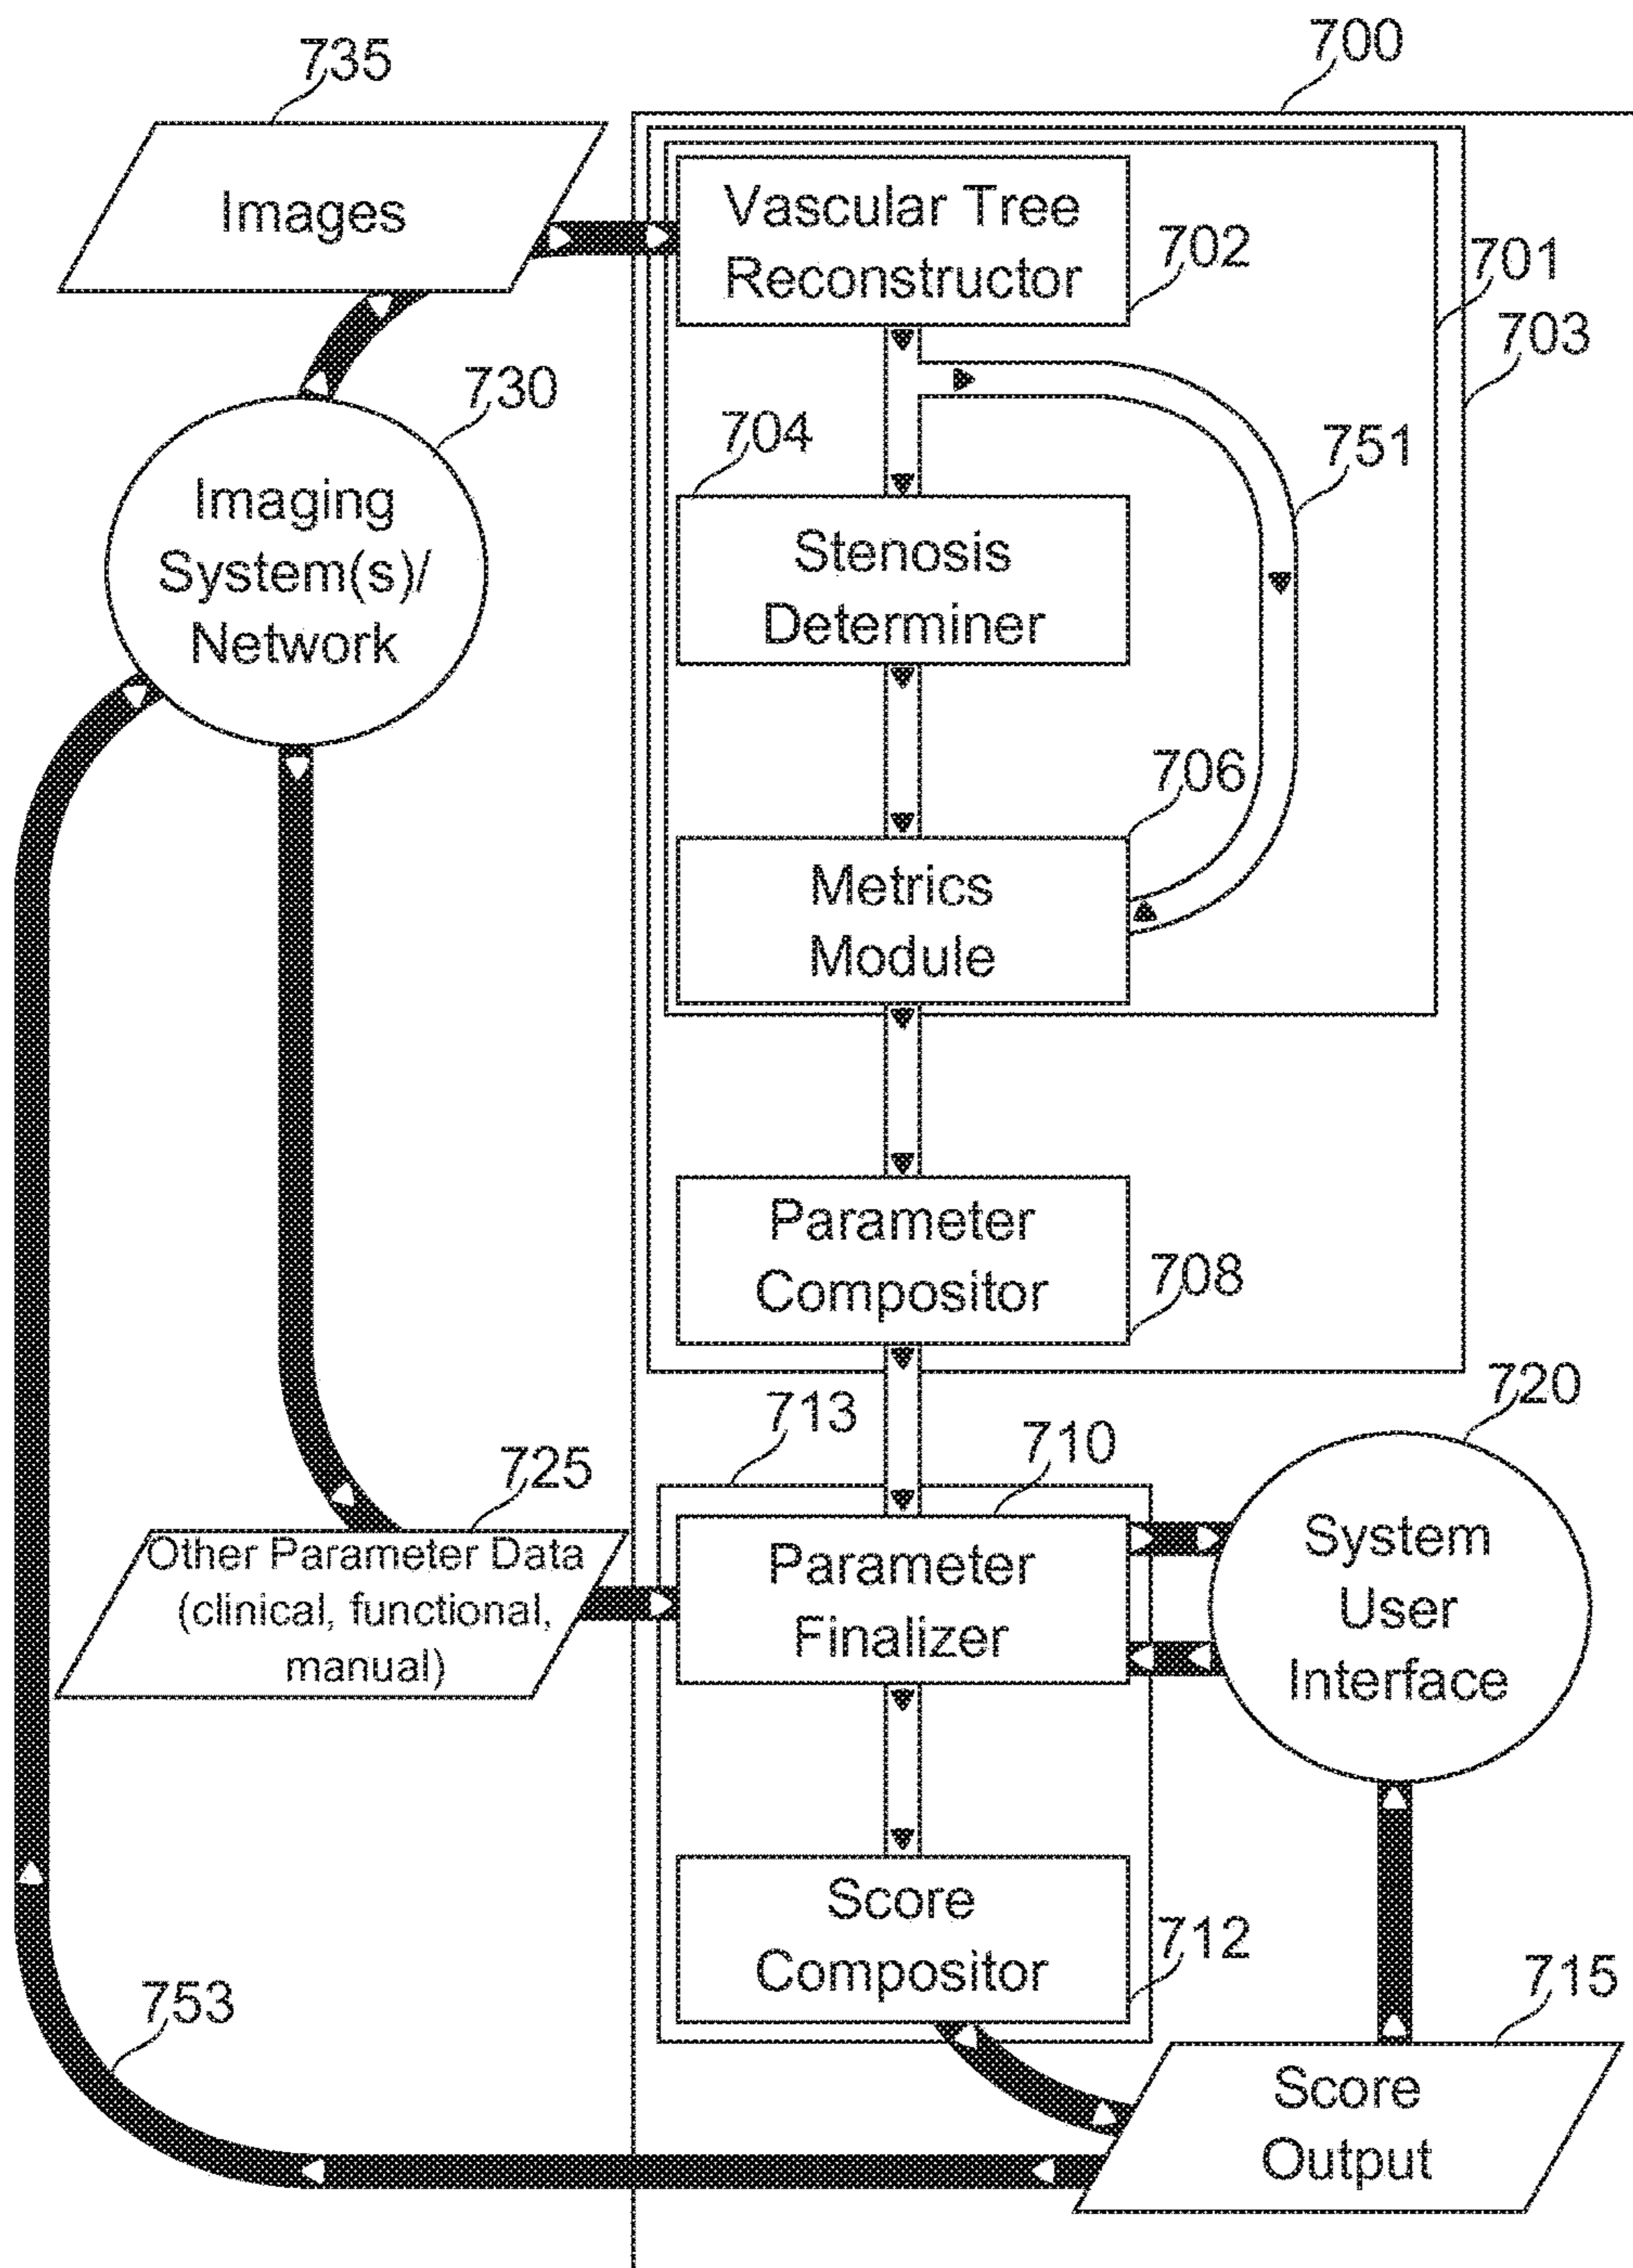 700
735
Images
Vascular Tree
Reconstructor
702
701
703
730
Imaging
System(s)/
Network
704
751
Stenosis
Determiner
706
Metrics
Module
Parameter
Compositor
708
713
710
720
725
Other Parameter Data
(clinical, functional,
manual)
Parameter
Finalizer
System
User
Interface
Score
Compositor
712
753
715
Score
Output